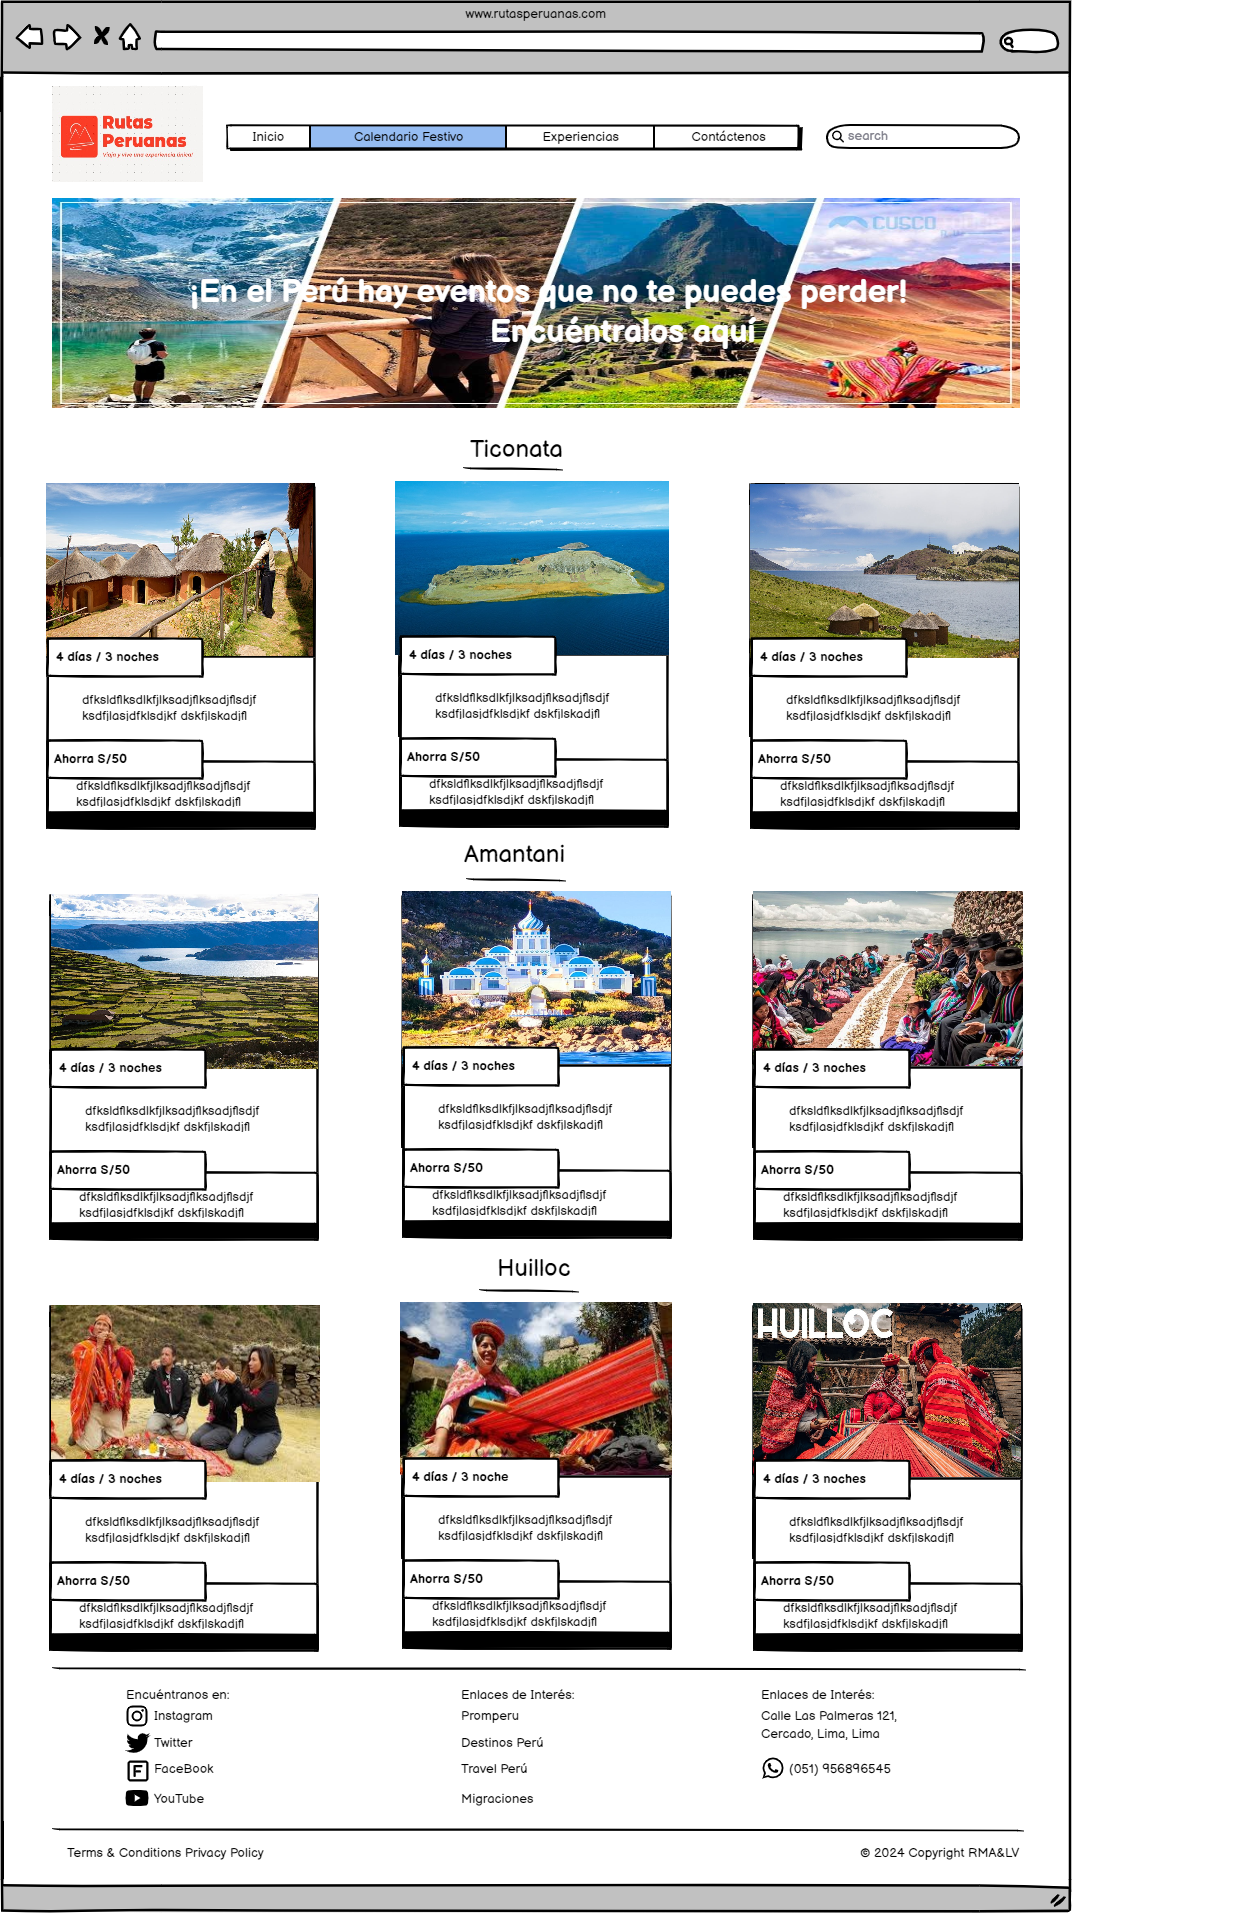 www.rutasperuanas.com
Rutas
Peruanas
¡Viaja y vive una experiencia única!
Inicio
Calendario Festivo
Experiencias
Contáctenos
search
CUSCO
¡En el Perú hay eventos que no te puedes perder!
Encuéntralos aquí
Ticonata
4 días / 3 noches
4 días / 3 noches
4 días / 3 noches
dfksldflksdlkfjlksadjflksadjflsdjf
ksdfjlasjdfklsdjkf dskfjlskadjfl
dfksldflksdlkfjlksadjflksadjflsdjf
ksdfjlasjdfklsdjkf dskfjlskadjfl
dfksldflksdlkfjlksadjflksadjflsdjf
ksdfjlasjdfklsdjkf dskfjlskadjfl
Ahorra S/50
Ahorra S/50
Ahorra S/50
dfksldflksdlkfjlksadjflksadjflsdjf
ksdfjlasjdfklsdjkf dskfjlskadjfl
dfksldflksdlkfjlksadjflksadjflsdjf
ksdfjlasjdfklsdjkf dskfjlskadjfl
dfksldflksdlkfjlksadjflksadjflsdjf
ksdfjlasjdfklsdjkf dskfjlskadjfl
Amantani
4 días / 3 noches
4 días / 3 noches
4 días / 3 noches
dfksldflksdlkfjlksadjflksadjflsdjf
ksdfjlasjdfklsdjkf dskfjlskadjfl
dfksldflksdlkfjlksadjflksadjflsdjf
ksdfjlasjdfklsdjkf dskfjlskadjfl
dfksldflksdlkfjlksadjflksadjflsdjf
ksdfjlasjdfklsdjkf dskfjlskadjfl
Ahorra S/50
Ahorra S/50
Ahorra S/50
dfksldflksdlkfjlksadjflksadjflsdjf
ksdfjlasjdfklsdjkf dskfjlskadjfl
dfksldflksdlkfjlksadjflksadjflsdjf
ksdfjlasjdfklsdjkf dskfjlskadjfl
dfksldflksdlkfjlksadjflksadjflsdjf
ksdfjlasjdfklsdjkf dskfjlskadjfl
Huilloc
HUILLOC
4 días / 3 noches
4 días / 3 noche
4 días / 3 noches
dfksldflksdlkfjlksadjflksadjflsdjf
ksdfjlasjdfklsdjkf dskfjlskadjfl
dfksldflksdlkfjlksadjflksadjflsdjf
ksdfjlasjdfklsdjkf dskfjlskadjfl
dfksldflksdlkfjlksadjflksadjflsdjf
ksdfjlasjdfklsdjkf dskfjlskadjfl
Ahorra S/50
Ahorra S/50
Ahorra S/50
dfksldflksdlkfjlksadjflksadjflsdjf
ksdfjlasjdfklsdjkf dskfjlskadjfl
dfksldflksdlkfjlksadjflksadjflsdjf
ksdfjlasjdfklsdjkf dskfjlskadjfl
dfksldflksdlkfjlksadjflksadjflsdjf
ksdfjlasjdfklsdjkf dskfjlskadjfl
Encuéntranos en:
Instagram
Twitter
FaceBook
YouTube
Enlaces de Interés:
Promperu
Destinos Perú
Travel Perú
Migraciones
Enlaces de Interés:
Calle Las Palmeras 121,
Cercado, Lima, Lima
(051) 956896545
Terms & Conditions Privacy Policy
© 2024 Copyright RMA&LV